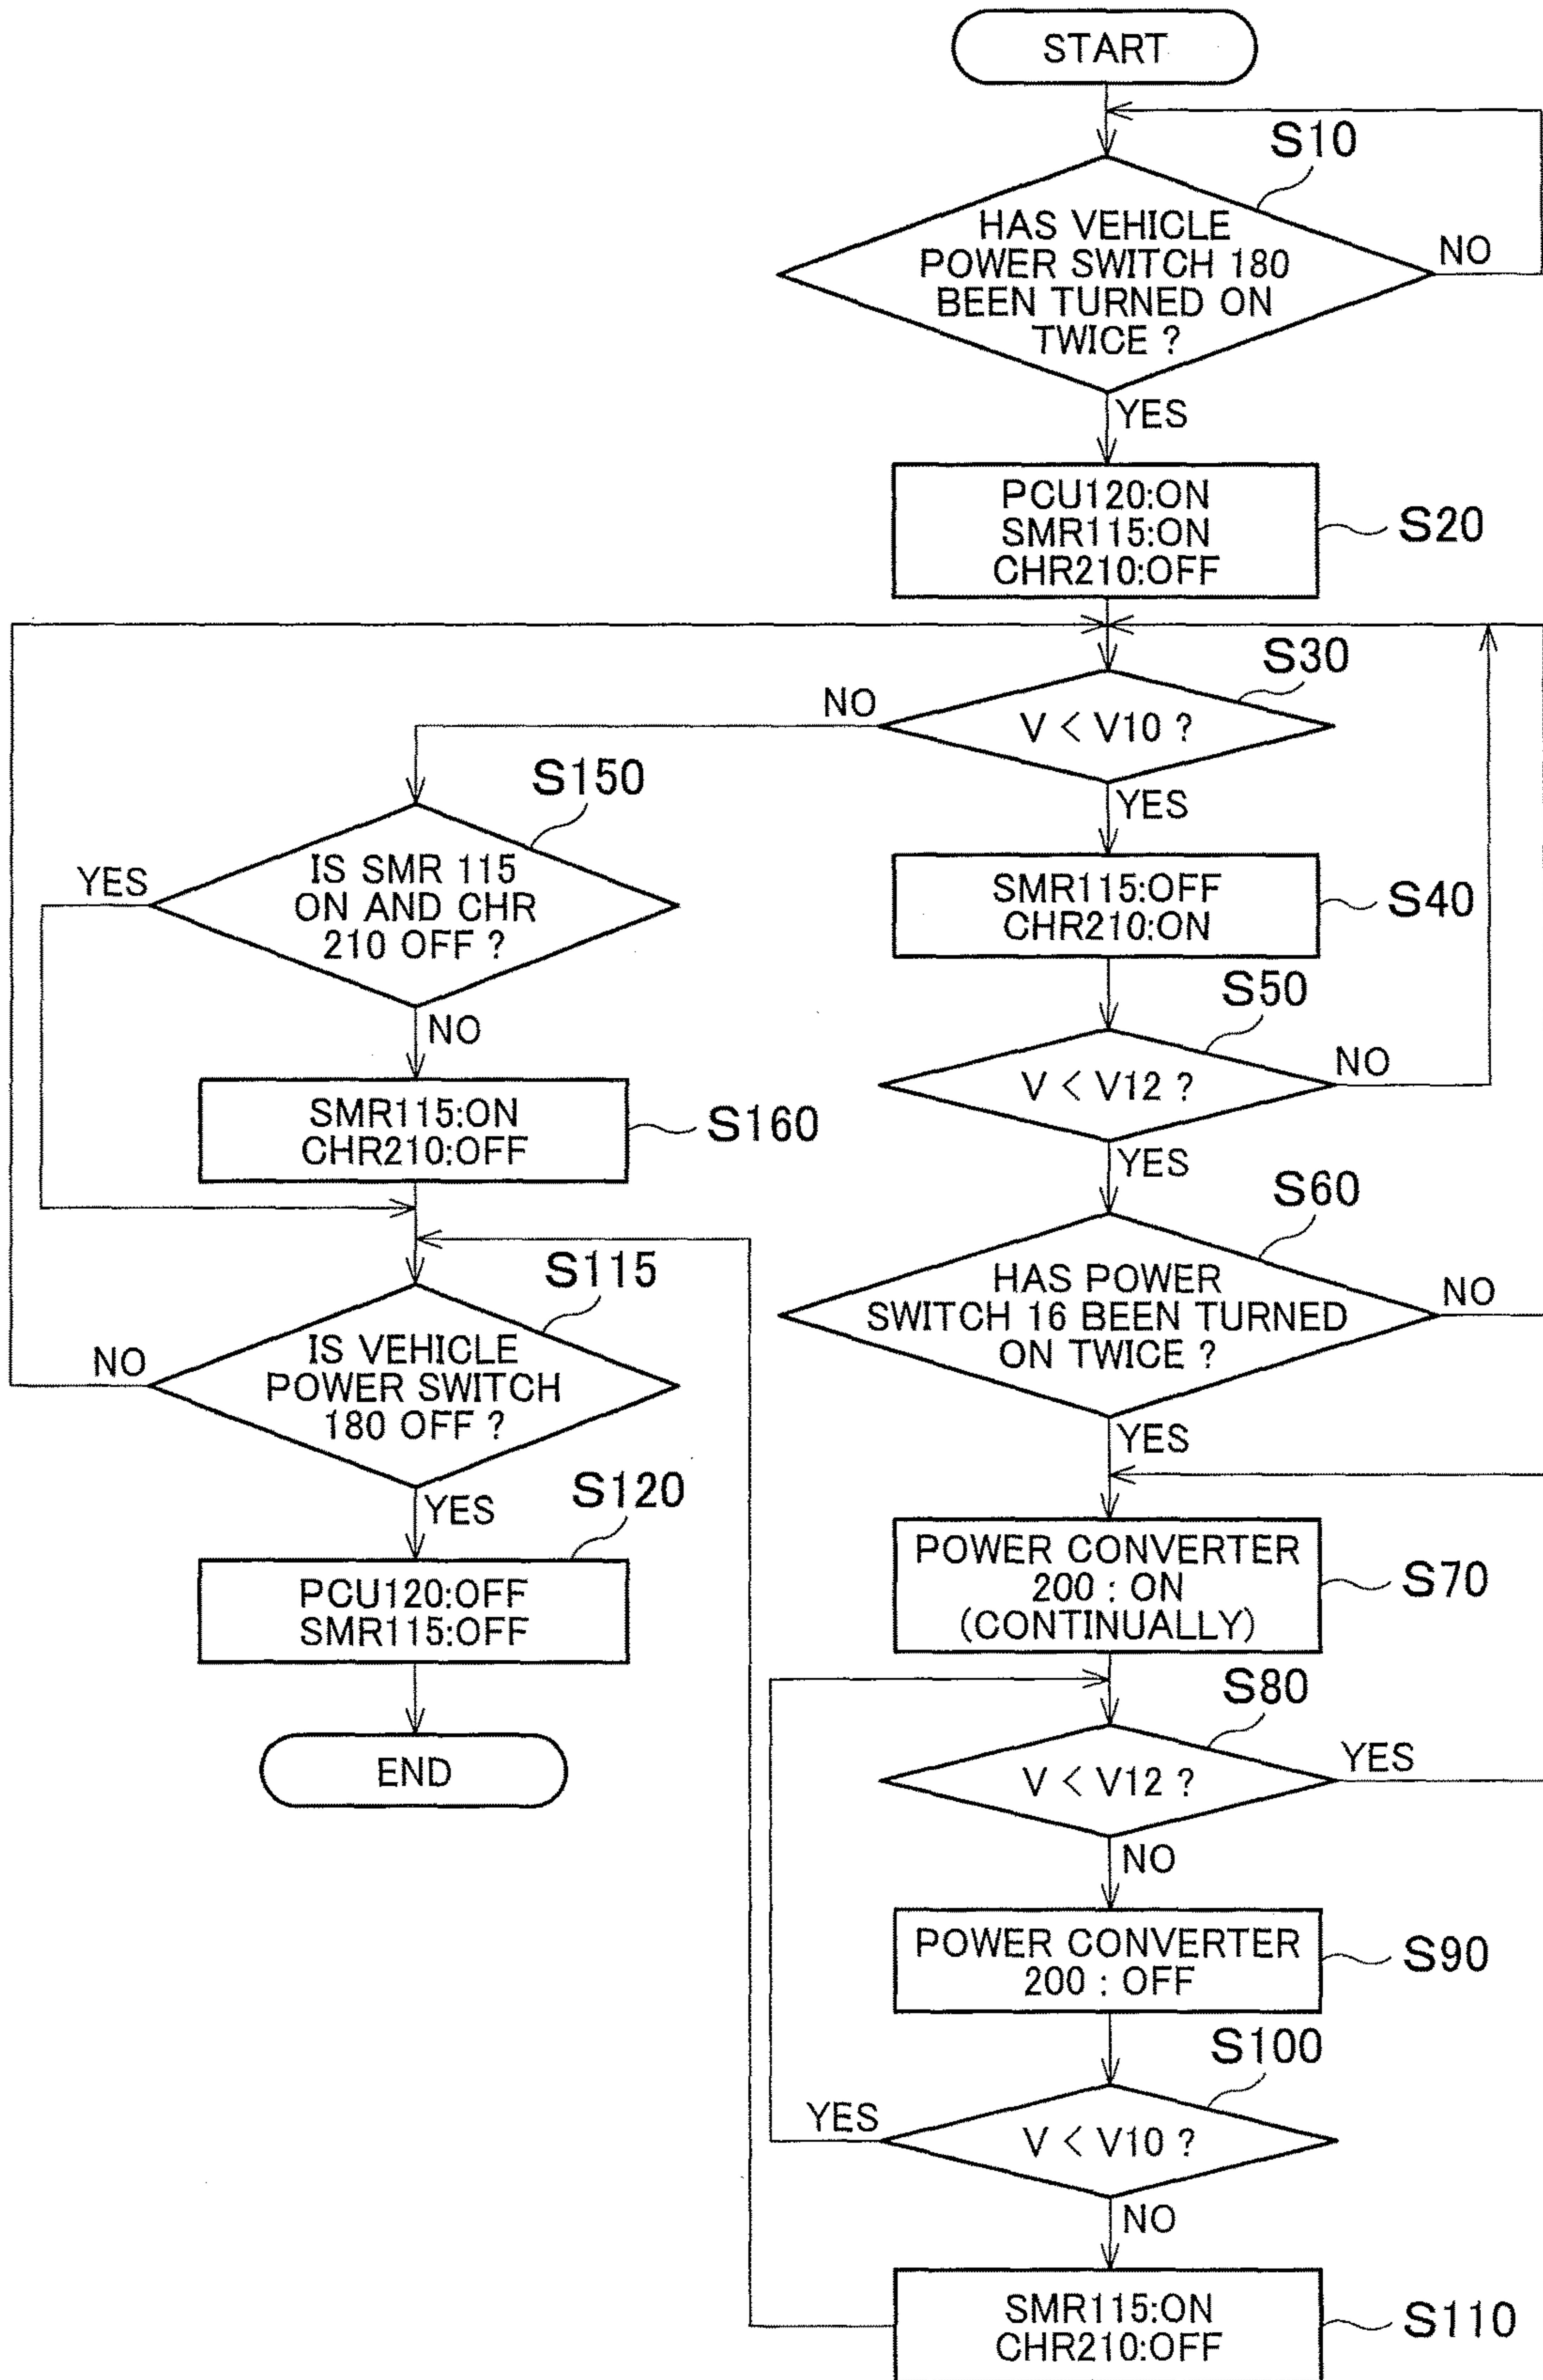 START
S10
HAS VEHICLE
POWER SWITCH 180
BEEN TURNED ON
TWICE ?
NO
YES
PCU120:ON
SMR115:ON
CHR210:OFF
S20
S30
V < V10 ?
NO
YES
S150
IS SMR 115
ON AND CHR
210 OFF ?
YES
NO
SMR115:OFF
CHR210:ON
S40
S50
V < V12 ?
NO
YES
SMR115:ON
CHR210:OFF
S160
S60
HAS POWER
SWITCH 16 BEEN TURNED
ON TWICE ?
NO
YES
S115
IS VEHICLE
POWER SWITCH
180 OFF ?
NO
YES
S120
PCU120:OFF
SMR115:OFF
END
POWER CONVERTER
200 : ON
(CONTINUALLY)
S70
S80
V < V12 ?
YES
NO
POWER CONVERTER
200 : OFF
S90
S100
V < V10 ?
YES
NO
SMR115:ON
CHR210:OFF
S110